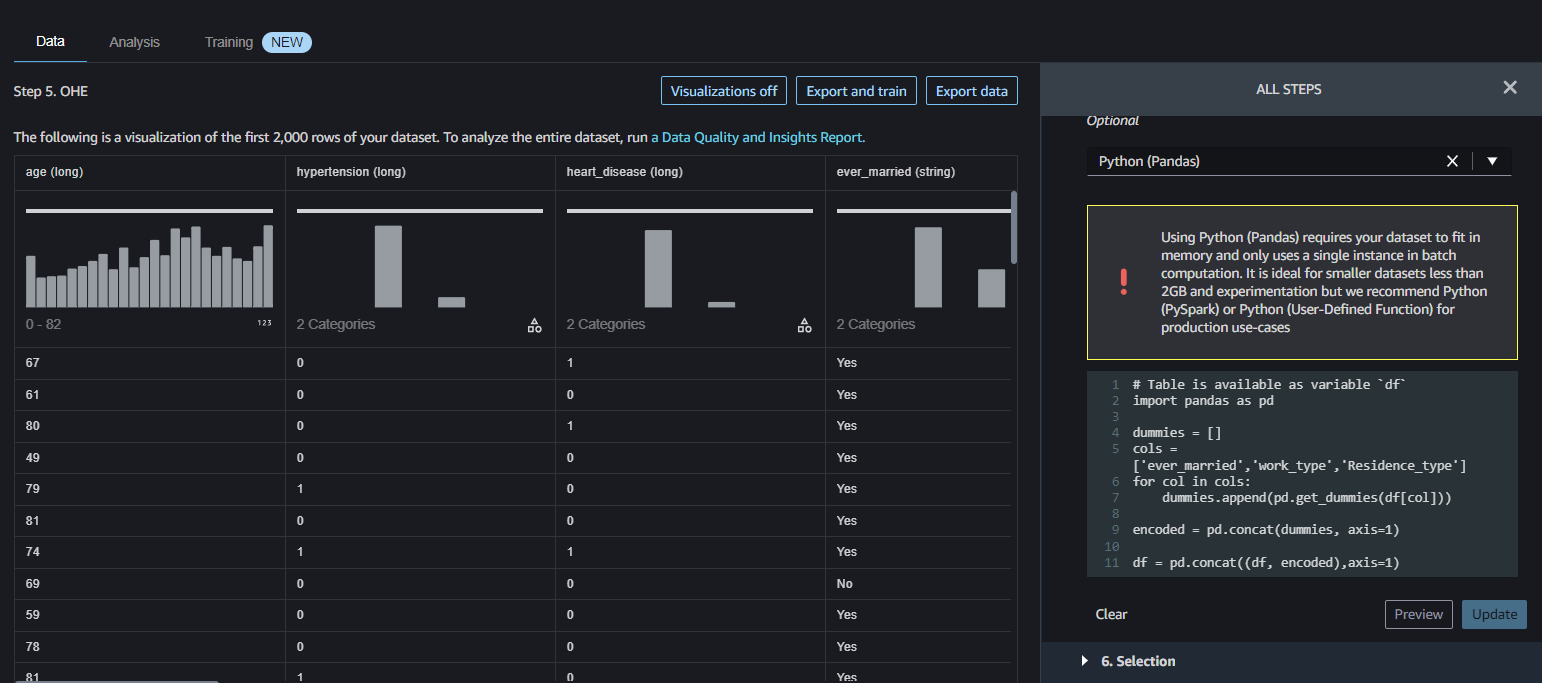 Data
Analysis
Training NEW
Step 5. OHE
Visualizations off
Export and train
Export data
The following is a visualization of the first 2,000 rows of your dataset. To analyze the entire dataset, run a Data Quality and Insights Report.
age (long) hypertension (long) heart_disease (long) ever_married (string)
0 - 82 123 2 Categories 2 Categories 2 Categories
67 0 1 Yes
61 0 0 Yes
80 0 1 Yes
49 0 0 Yes
79 1 0 Yes
81 0 0 Yes
74 1 1 Yes
69 0 0 No
59 0 0 Yes
78 0 0 Yes
81 1 0 Yes
ALL STEPS
Optional
Python (Pandas)
Using Python (Pandas) requires your dataset to fit in
memory and only uses a single instance in batch
computation. It is ideal for smaller datasets less than
2GB and experimentation but we recommend Python
(PySpark) or Python (User-Defined Function) for
production use-cases
1 # Table is available as variable `df`
2 import pandas as pd
3
4 dummies = []
5 cols =
['ever_married','work_type','Residence_type']
6 for col in cols:
7 dummies.append(pd.get_dummies(df[col]))
8
9 encoded = pd.concat(dummies, axis=1)
10
11 df = pd.concat((df, encoded),axis=1)
Clear
Preview
Update
6. Selection